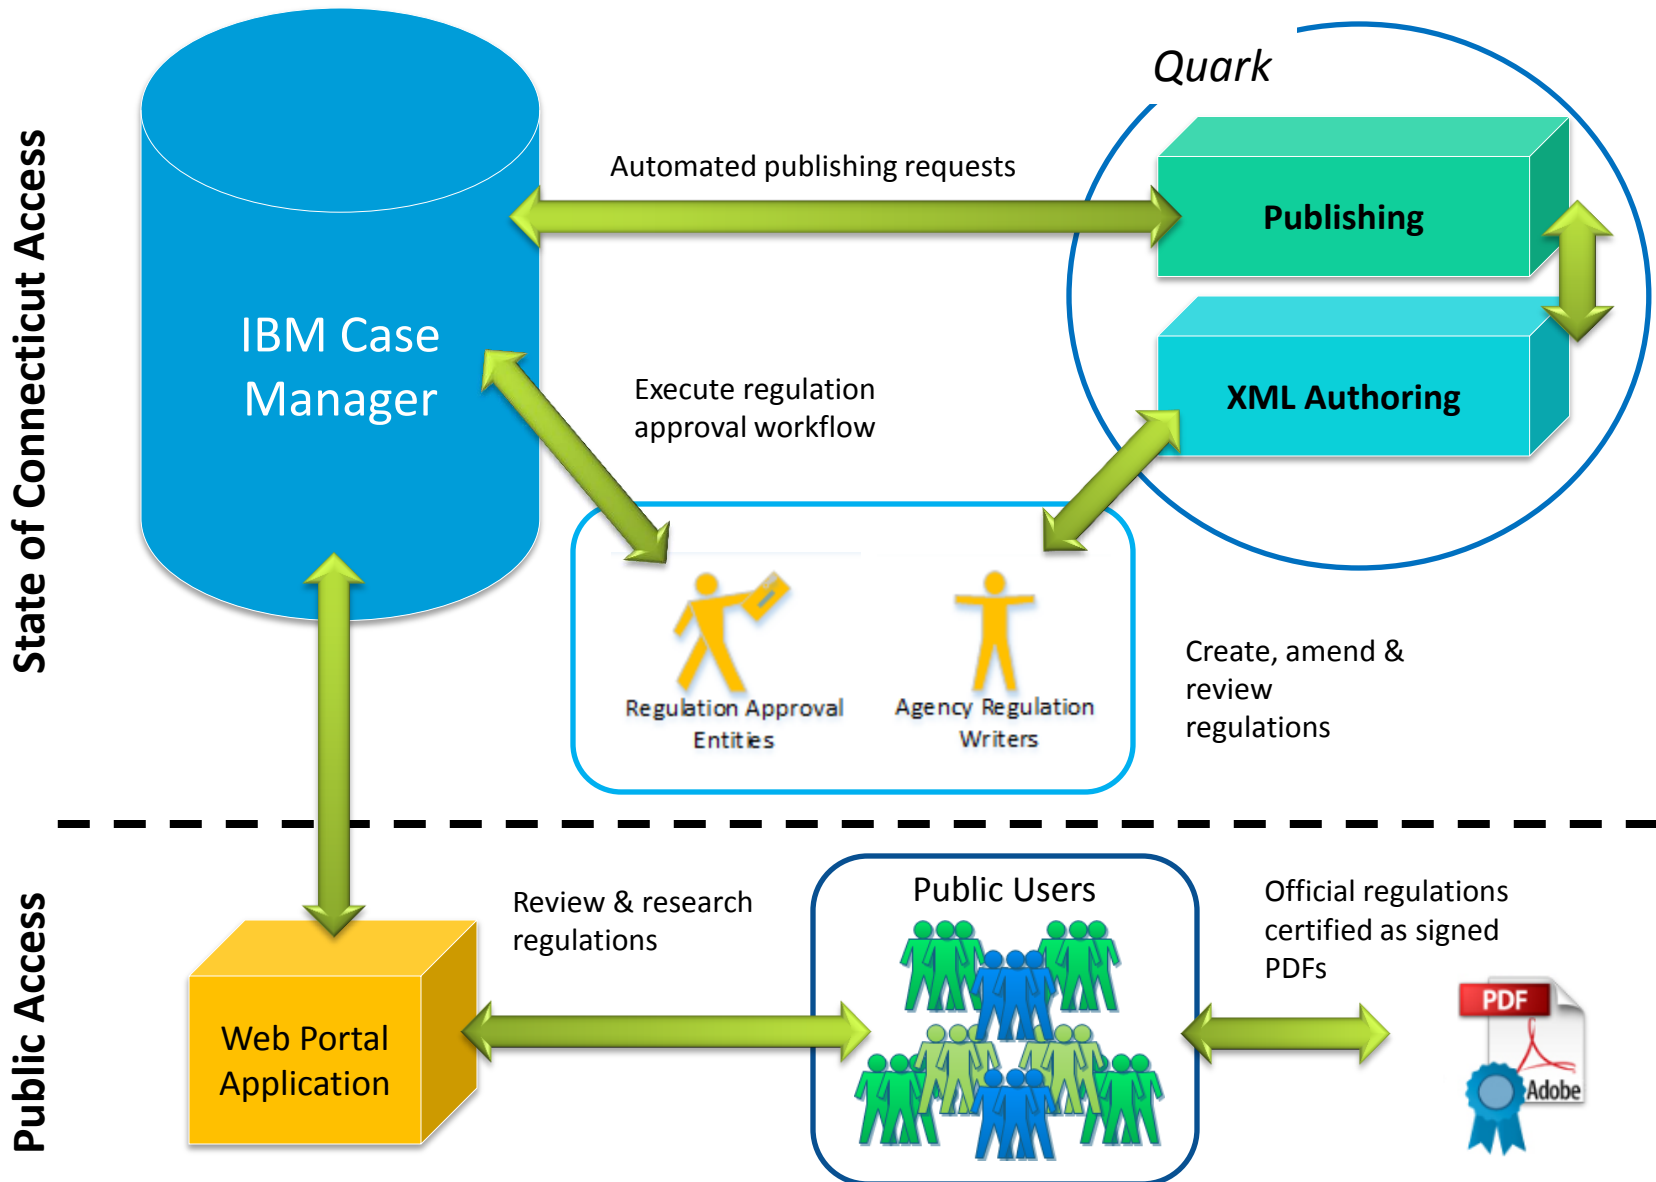 State of Connecticut Access
IBM Case
Manager
Automated publishing requests
Quark
Publishing
XML Authoring
Execute regulation
approval workflow
Regulation Approval
Entities
Agency Regulation
Writers
Create, amend &
review
regulations
Public Access
Web Portal
Application
Review & research
regulations
Public Users
Official regulations
certified as signed
PDFs
PDF
Adobe